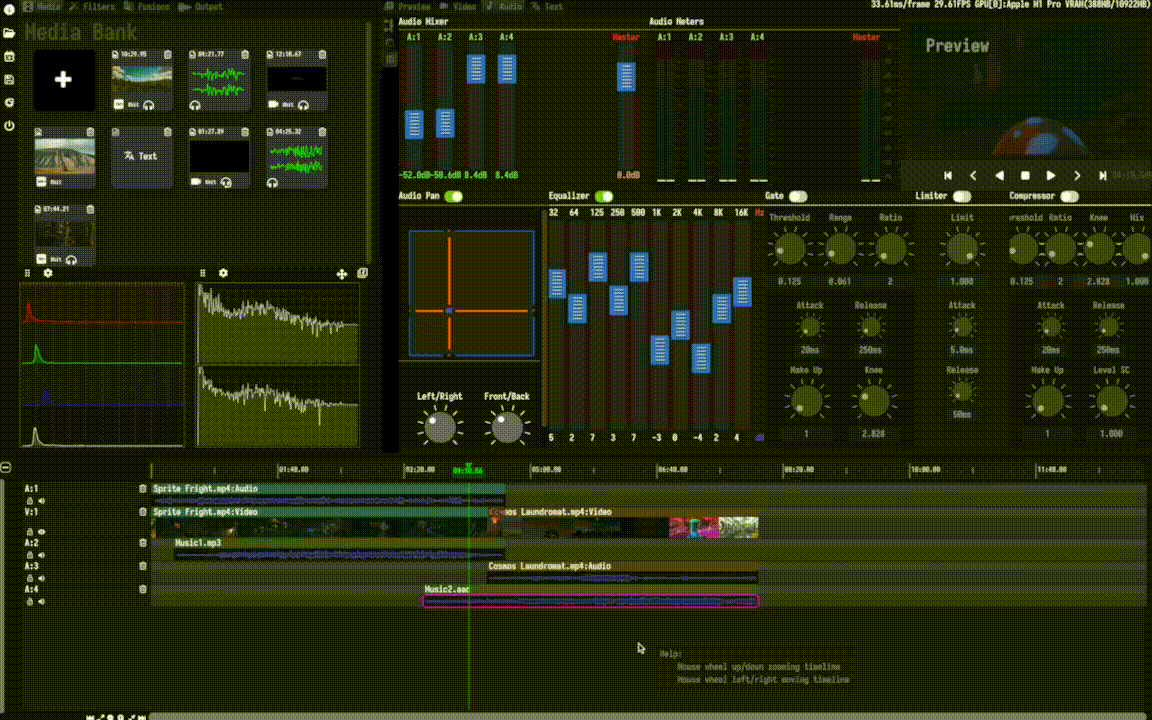 Media Filters Fusions Output
Preview Video Audio Text
33.61ms/frame 29.61FPS GPU[0]:Apple M1 Pro VRAM(388MB/10922MB)
Media Bank
10:29.95 04:21.77 12:10.67
8bit 8bit
01:27.09 04:25.32
Text
8bit 8bit
07:44.21
8bit
Audio Mixer
A:1 A:2 A:3 A:4 Master
-52.0dB -50.6dB 8.4dB 8.4dB 0.0dB
Audio Meters
A:1 A:2 A:3 A:4 Master
Preview
Audio Pan
Left/Right Front/Back
Equalizer
32 64 125 250 500 1K 2K 4K 8K 16K Hz
5 2 7 3 7 -3 0 -4 2 4 dB
Gate
Threshold Range Ratio
0.125 0.061 2
Attack Release
20ms 250ms
Make Up Knee
1 2.828
Limiter
Limit
1.000
Attack
5.0ms
Release
50ms
Compressor
hreshold Ratio Knee Mix
0.125 2 2.828 1.000
Attack Release
20ms 250ms
Make Up Level SC
1 1.000
01:40.00 03:20.00 05:00.00 06:40.00 08:20.00 10:00.00 11:40.00
A:1 Sprite Fright.mp4:Audio
V:1 Sprite Fright.mp4:Video mos Laundromat.mp4:Video
A:2 Music1.mp3
A:3 Cosmos Laundromat.mp4:Audio
A:4 Music2.aac
Help:
Mouse wheel up/down zooming timeline
Mouse wheel left/right moving timeline